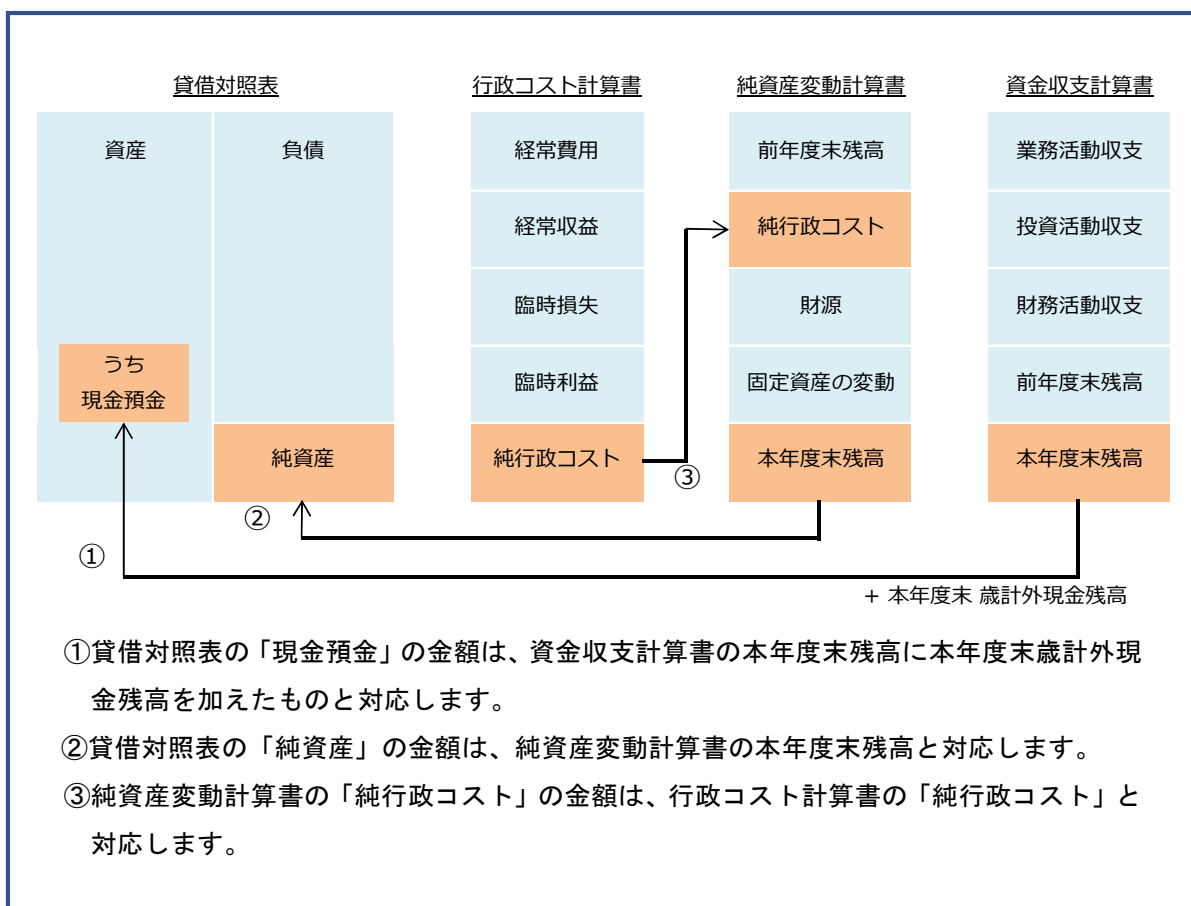 貸借対照表
行政コスト計算書
純資産変動計算書
資金収支計算書
資産
負債
経常費用
前年度末残高
業務活動収支
経常収益
純行政コスト
投資活動収支
臨時損失
財源
財務活動収支
うち
現金預金
臨時利益
固定資産の変動
前年度末残高
純資産
純行政コスト
本年度末残高
本年度末残高
③
②
①
+ 本年度末 歳計外現金残高
①貸借対照表の「現金預金」の金額は、資金収支計算書の本年度末残高に本年度末歳計外現
金残高を加えたものと対応します。
②貸借対照表の「純資産」の金額は、純資産変動計算書の本年度末残高と対応します。
③純資産変動計算書の「純行政コスト」の金額は、行政コスト計算書の「純行政コスト」と
対応します。